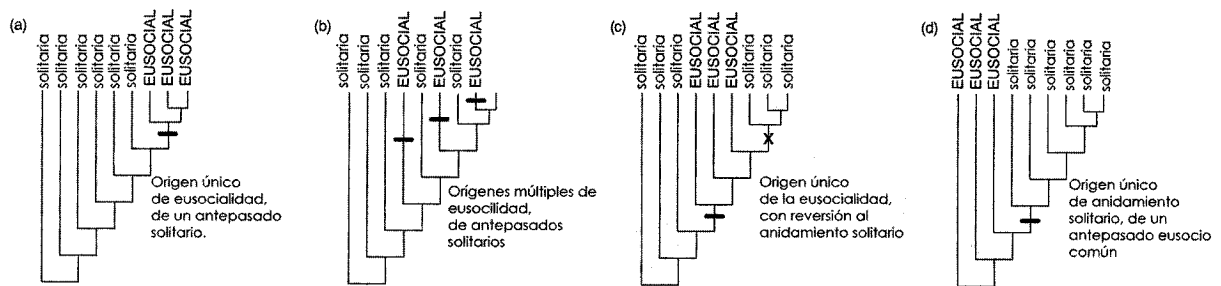 (a)
solitaria
solitaria
solitaria
solitaria
solitaria
solitaria
EUSOCIAL
EUSOCIAL
EUSOCIAL
Origen único
de eusocialidad,
de un antepasado
solitario.
(b)
solitaria
solitaria
solitaria
EUSOCIAL
solitaria
EUSOCIAL
solitaria
EUSOCIAL
Orígenes múltiples de
eusocilidad,
de antepasados
solitarios
(c)
solitaria
solitaria
solitaria
EUSOCIAL
EUSOCIAL
EUSOCIAL
solitaria
solitaria
solitaria
Origen único
de la eusocialidad,
con reversión al
anidamiento solitario
(d)
EUSOCIAL
EUSOCIAL
EUSOCIAL
solitaria
solitaria
solitaria
solitaria
solitaria
solitaria
Origen único
de anidamiento
solitario, de un
antepasado eusocio
común